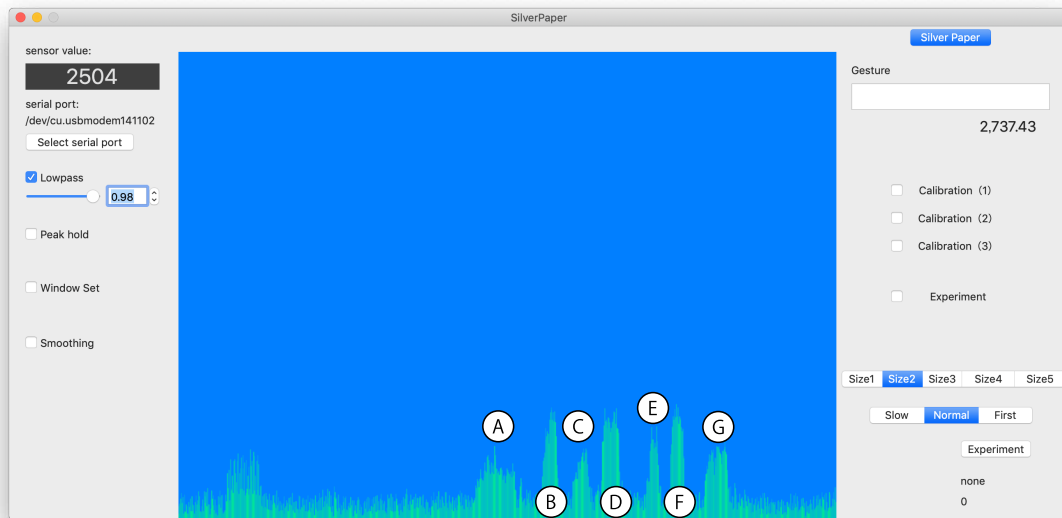 SilverPaper
sensor value:
2504
serial port:
/dev/cu.usbmodem141102
Select serial port
Lowpass
0.98
Peak hold
Window Set
Smoothing
A
B
C
D
E
F
G
Silver Paper
Gesture
2,737.43
Calibration（1）
Calibration（2）
Calibration（3）
Experiment
Size1 Size2 Size3 Size4 Size5
Slow Normal First
Experiment
none
0